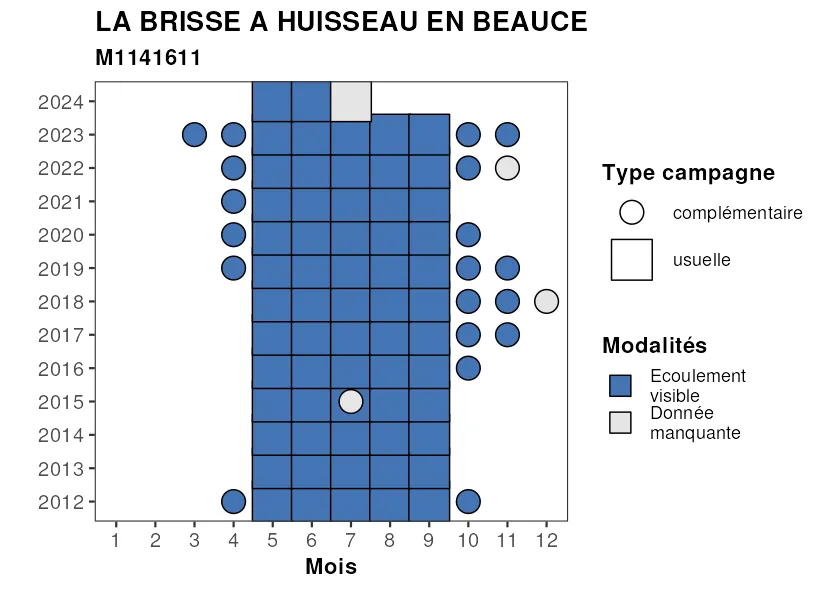 LA BRISSE A HUISSEAU EN BEAUCE
M1141611
2024
2023
2022
2021
2020
2019
2018
2017
2016
2015
2014
2013
2012
1 2 3 4 5 6 7 8 9 10 11 12
Mois
Type campagne
complémentaire
usuelle
Modalités
Ecoulement
visible
Donnée
manquante